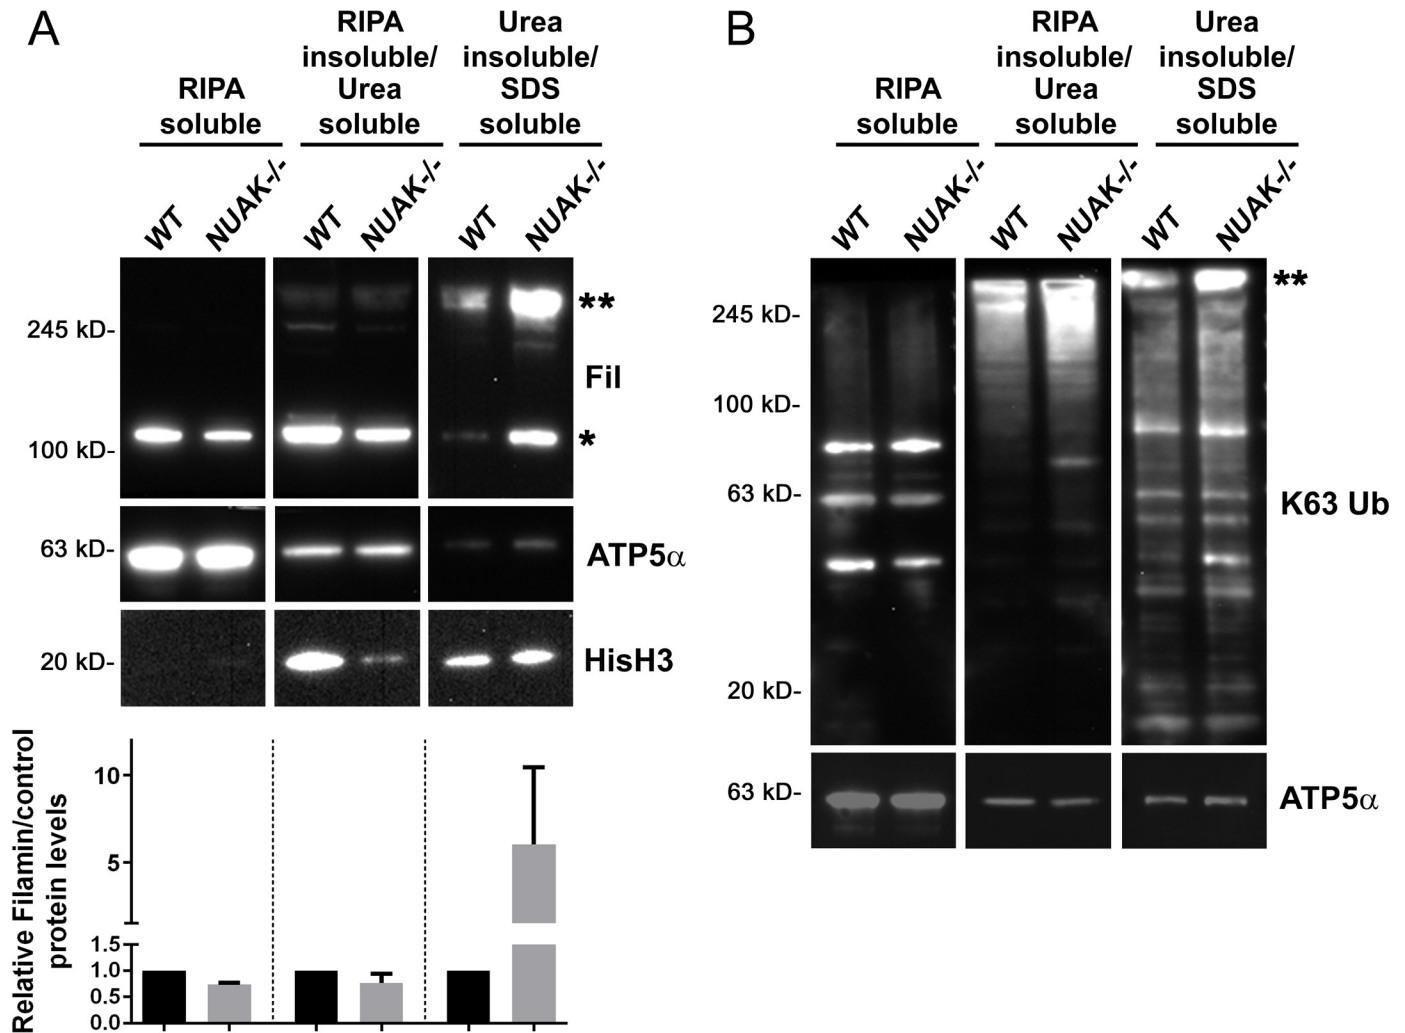 A
RIPA
soluble
RIPA
insoluble/
Urea
soluble
Urea
insoluble/
SDS
soluble
WT
NUAK-/-
WT
NUAK-/-
WT
NUAK-/-
**
245 kD-
Fil
*
100 kD-
63 kD-
ATP5α
20 kD-
HisH3
Relative Filamin/control
protein levels
10
5
1.5
1.0
0.5
0.0
B
RIPA
soluble
RIPA
insoluble/
Urea
soluble
Urea
insoluble/
SDS
soluble
WT
NUAK-/-
WT
NUAK-/-
WT
NUAK-/-
**
245 kD-
100 kD-
63 kD-
K63 Ub
20 kD-
63 kD-
ATP5α